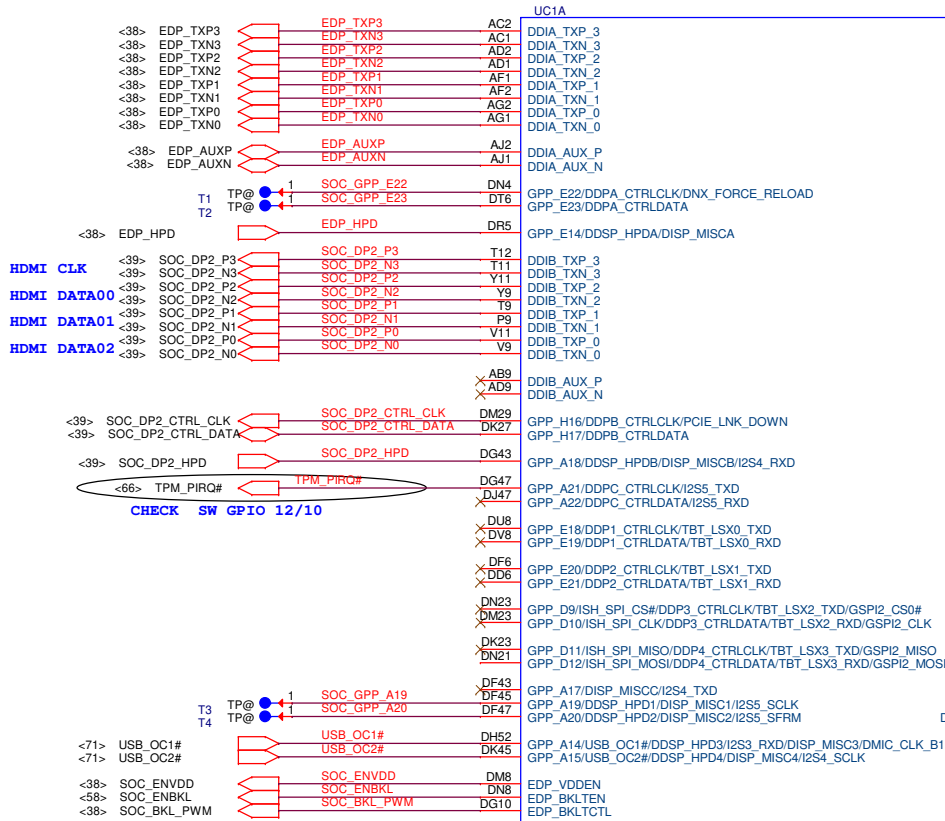 UC1A
<38> EDP_TXP3 EDP_TXP3 AC2 DDIA_TXP_3
<38> EDP_TXN3 EDP_TXN3 AC1 DDIA_TXN_3
<38> EDP_TXP2 EDP_TXP2 AD2 DDIA_TXP_2
<38> EDP_TXN2 EDP_TXN2 AD1 DDIA_TXN_2
<38> EDP_TXP1 EDP_TXP1 AF1 DDIA_TXP_1
<38> EDP_TXN1 EDP_TXN1 AF2 DDIA_TXN_1
<38> EDP_TXP0 EDP_TXP0 AG2 DDIA_TXP_0
<38> EDP_TXN0 EDP_TXN0 AG1 DDIA_TXN_0
<38> EDP_AUXP EDP_AUXP AJ2 DDIA_AUX_P
<38> EDP_AUXN EDP_AUXN AJ1 DDIA_AUX_N
T1 TP@ 1 SOC_GPP_E22 DN4 GPP_E22/DDPA_CTRLCLK/DNX_FORCE_RELOAD
T2 TP@ 1 SOC_GPP_E23 DT6 GPP_E23/DDPA_CTRLDATA
<38> EDP_HPD EDP_HPD DR5 GPP_E14/DDSP_HPDA/DISP_MISCA
<39> SOC_DP2_P3 SOC_DP2_P3 T12 DDIB_TXP_3
HDMI CLK <39> SOC_DP2_N3 SOC_DP2_N3 T11 DDIB_TXN_3
<39> SOC_DP2_P2 SOC_DP2_P2 Y11 DDIB_TXP_2
HDMI DATA00 <39> SOC_DP2_N2 SOC_DP2_N2 Y9 DDIB_TXN_2
<39> SOC_DP2_P1 SOC_DP2_P1 T9 DDIB_TXP_1
HDMI DATA01 <39> SOC_DP2_N1 SOC_DP2_N1 P9 DDIB_TXN_1
<39> SOC_DP2_P0 SOC_DP2_P0 V11 DDIB_TXP_0
HDMI DATA02 <39> SOC_DP2_N0 SOC_DP2_N0 V9 DDIB_TXN_0
AB9 DDIB_AUX_P
AD9 DDIB_AUX_N
<39> SOC_DP2_CTRL_CLK SOC_DP2_CTRL_CLK DM29 GPP_H16/DDPB_CTRLCLK/PCIE_LNK_DOWN
<39> SOC_DP2_CTRL_DATA SOC_DP2_CTRL_DATA DK27 GPP_H17/DDPB_CTRLDATA
<39> SOC_DP2_HPD SOC_DP2_HPD DG43 GPP_A18/DDSP_HPDB/DISP_MISCB/I2S4_RXD
<66> TPM_PIRQ# TPM_PIRQ# DG47 GPP_A21/DDPC_CTRLCLK/I2S5_TXD
DJ47 GPP_A22/DDPC_CTRLDATA/I2S5_RXD
CHECK SW GPIO 12/10
DU8 GPP_E18/DDP1_CTRLCLK/TBT_LSX0_TXD
DV8 GPP_E19/DDP1_CTRLDATA/TBT_LSX0_RXD
DF6 GPP_E20/DDP2_CTRLCLK/TBT_LSX1_TXD
DD6 GPP_E21/DDP2_CTRLDATA/TBT_LSX1_RXD
DN23 GPP_D9/ISH_SPI_CS#/DDP3_CTRLCLK/TBT_LSX2_TXD/GSPI2_CS0#
DM23 GPP_D10/ISH_SPI_CLK/DDP3_CTRLDATA/TBT_LSX2_RXD/GSPI2_CLK
DK23 GPP_D11/ISH_SPI_MISO/DDP4_CTRLCLK/TBT_LSX3_TXD/GSPI2_MISO
DN21 GPP_D12/ISH_SPI_MOSI/DDP4_CTRLDATA/TBT_LSX3_RXD/GSPI2_MOSI
DF43 GPP_A17/DISP_MISCC/I2S4_TXD
T3 TP@ 1 SOC_GPP_A19 DF45 GPP_A19/DDSP_HPD1/DISP_MISC1/I2S5_SCLK
T4 TP@ 1 SOC_GPP_A20 DF47 GPP_A20/DDSP_HPD2/DISP_MISC2/I2S5_SFRM D
<71> USB_OC1# USB_OC1# DH52 GPP_A14/USB_OC1#/DDSP_HPD3/I2S3_RXD/DISP_MISC3/DMIC_CLK_B1
<71> USB_OC2# USB_OC2# DK45 GPP_A15/USB_OC2#/DDSP_HPD4/DISP_MISC4/I2S4_SCLK
<38> SOC_ENVDD SOC_ENVDD DM8 EDP_VDDEN
<58> SOC_ENBKL SOC_ENBKL DN8 EDP_BKLTEN
<38> SOC_BKL_PWM SOC_BKL_PWM DG10 EDP_BKLTCTL